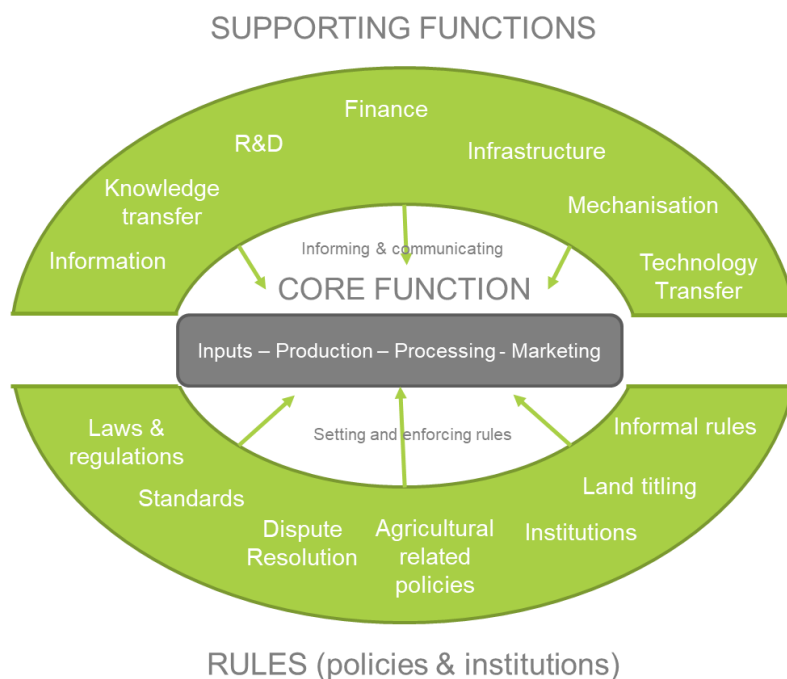 SUPPORTING FUNCTIONS
Finance
R&D
Infrastructure
Knowledge
transfer
Mechanisation
Information
Technology
Transfer
Informing & communicating
CORE FUNCTION
Inputs – Production – Processing - Marketing
Setting and enforcing rules
Laws &
regulations
Informal rules
Standards
Land titling
Dispute
Resolution
Agricultural
related
policies
Institutions
RULES (policies & institutions)